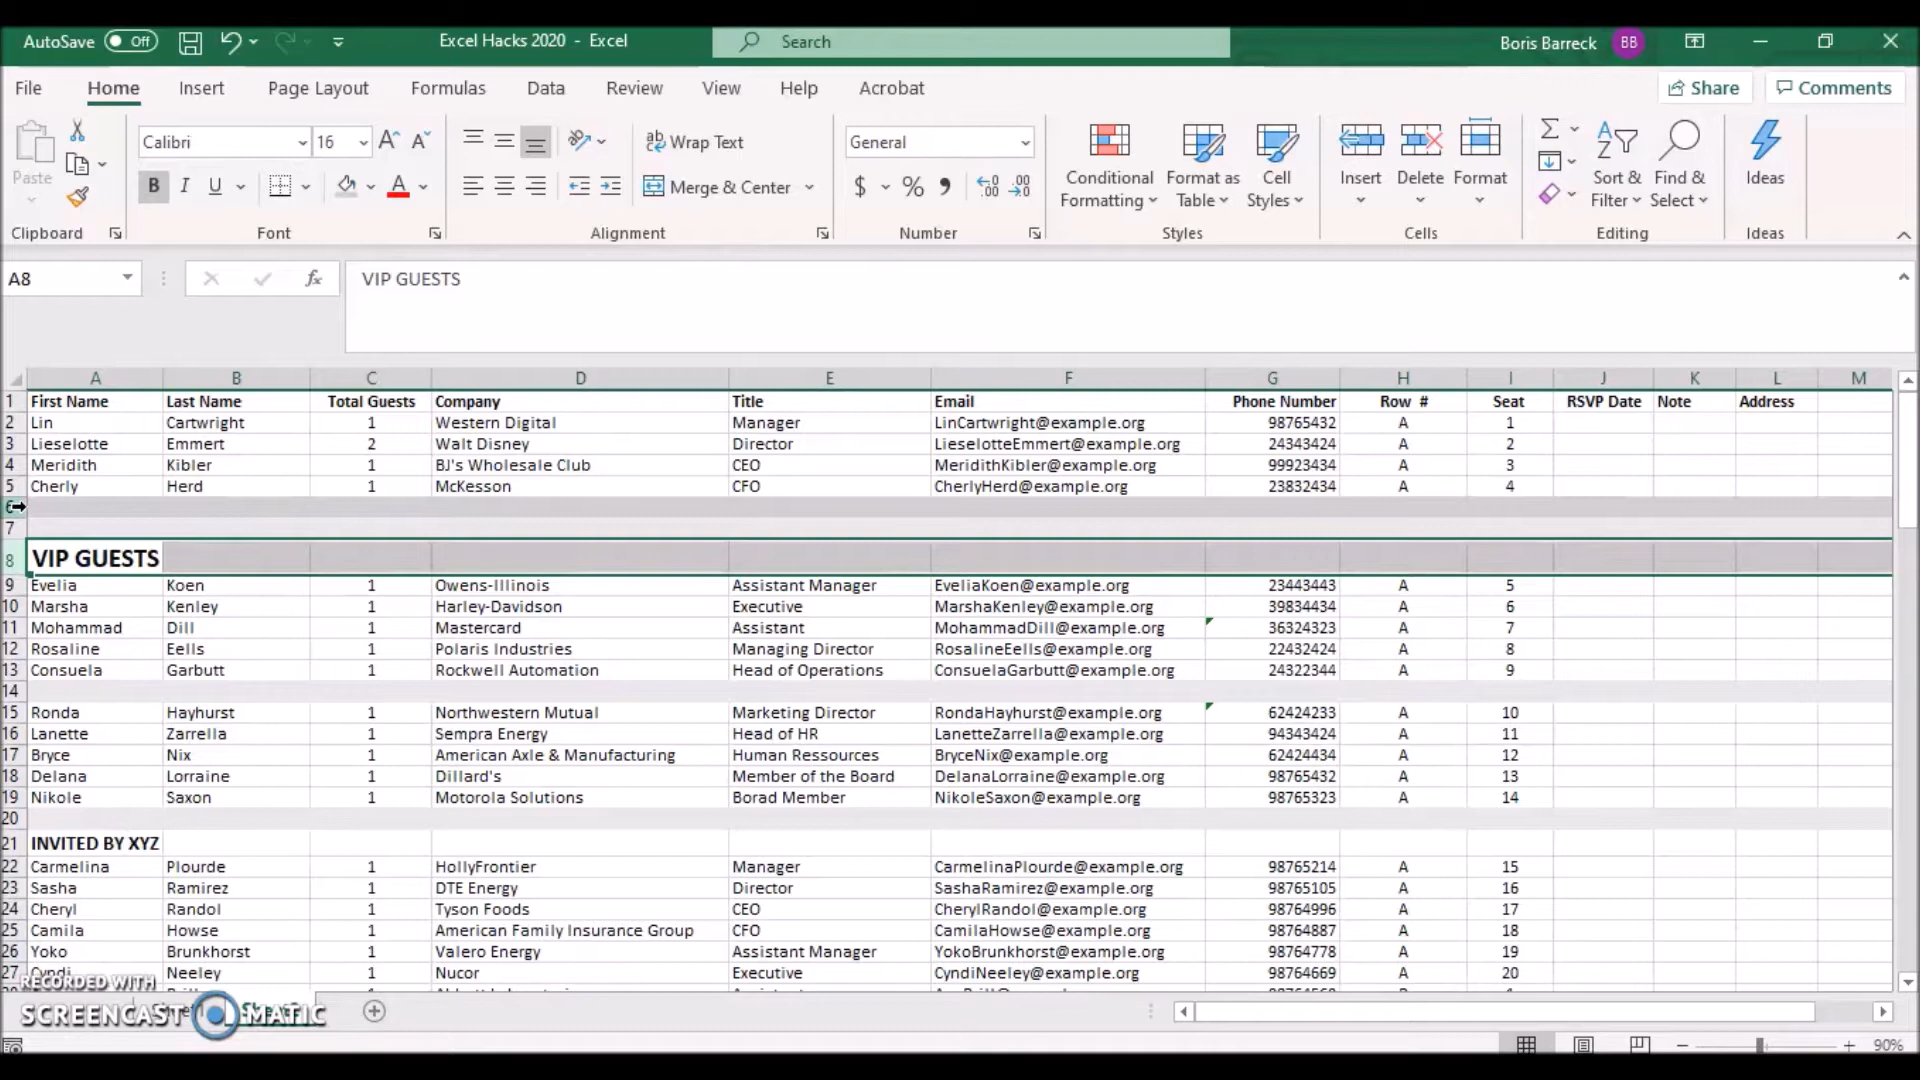 AutoSave Off Excel Hacks 2020 - Excel Search Boris Barreck BB
File Home Insert Page Layout Formulas Data Review View Help Acrobat Share Comments
Paste Calibri 16 A A ab Wrap Text General Conditional Formatting Format as Table Cell Styles Insert Delete Format Sort & Filter Find & Select Ideas
B I U A Merge & Center $ % , .00 .00
Clipboard Font Alignment Number Styles Cells Editing Ideas
A8 fx VIP GUESTS
A B C D E F G H I J K L M
1 First Name Last Name Total Guests Company Title Email Phone Number Row # Seat RSVP Date Note Address
2 Lin Cartwright 1 Western Digital Manager LinCartwright@example.org 98765432 A 1
3 Lieselotte Emmert 2 Walt Disney Director LieselotteEmmert@example.org 24343424 A 2
4 Meridith Kibler 1 BJ's Wholesale Club CEO MeridithKibler@example.org 99923434 A 3
5 Cherly Herd 1 McKesson CFO CherlyHerd@example.org 23832434 A 4
6
7
8 VIP GUESTS
9 Evelia Koen 1 Owens-Illinois Assistant Manager EveliaKoen@example.org 23443443 A 5
10 Marsha Kenley 1 Harley-Davidson Executive MarshaKenley@example.org 39834434 A 6
11 Mohammad Dill 1 Mastercard Assistant MohammadDill@example.org 36324323 A 7
12 Rosaline Eells 1 Polaris Industries Managing Director RosalineEells@example.org 22432424 A 8
13 Consuela Garbutt 1 Rockwell Automation Head of Operations ConsuelaGarbutt@example.org 24322344 A 9
14
15 Ronda Hayhurst 1 Northwestern Mutual Marketing Director RondaHayhurst@example.org 62424233 A 10
16 Lanette Zarrella 1 Sempra Energy Head of HR LanetteZarrella@example.org 94343424 A 11
17 Bryce Nix 1 American Axle & Manufacturing Human Ressources BryceNix@example.org 62424434 A 12
18 Delana Lorraine 1 Dillard's Member of the Board DelanaLorraine@example.org 98765432 A 13
19 Nikole Saxon 1 Motorola Solutions Borad Member NikoleSaxon@example.org 98765323 A 14
20
21 INVITED BY XYZ
22 Carmelina Plourde 1 HollyFrontier Manager CarmelinaPlourde@example.org 98765214 A 15
23 Sasha Ramirez 1 DTE Energy Director SashaRamirez@example.org 98765105 A 16
24 Cheryl Randol 1 Tyson Foods CEO CherylRandol@example.org 98764996 A 17
25 Camila Howse 1 American Family Insurance Group CFO CamilaHowse@example.org 98764887 A 18
26 Yoko Brunkhorst 1 Valero Energy Assistant Manager YokoBrunkhorst@example.org 98764778 A 19
27 Cyndi Neeley 1 Nucor Executive CyndiNeeley@example.org 98764669 A 20
RECORDED WITH
SCREENCAST MATIC
90%